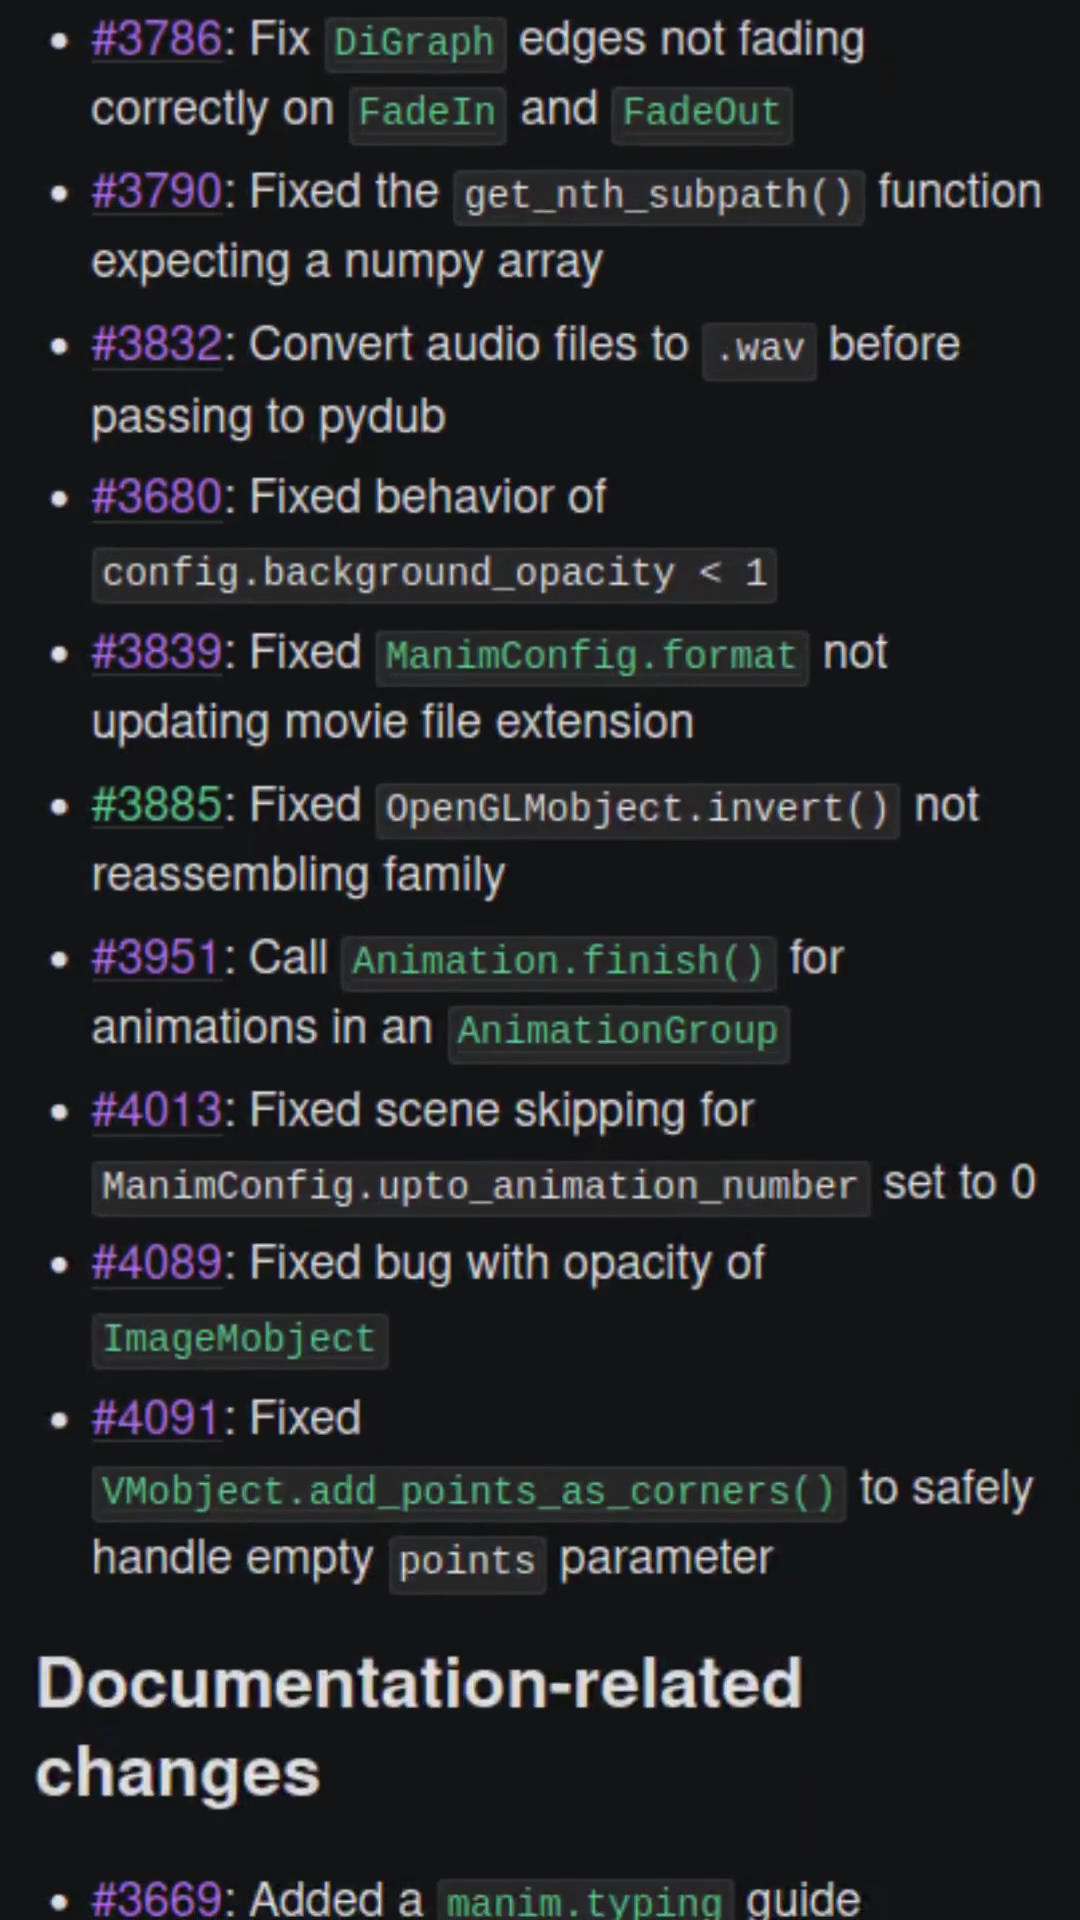 • #3786: Fix DiGraph edges not fading
correctly on FadeIn and FadeOut
• #3790: Fixed the get_nth_subpath() function
expecting a numpy array
• #3832: Convert audio files to .wav before
passing to pydub
• #3680: Fixed behavior of
config.background_opacity < 1
• #3839: Fixed ManimConfig.format not
updating movie file extension
• #3885: Fixed OpenGLMobject.invert() not
reassembling family
• #3951: Call Animation.finish() for
animations in an AnimationGroup
• #4013: Fixed scene skipping for
ManimConfig.upto_animation_number set to 0
• #4089: Fixed bug with opacity of
ImageMobject
• #4091: Fixed
VMobject.add_points_as_corners() to safely
handle empty points parameter
Documentation-related
changes
• #3669: Added a manim.typing guide